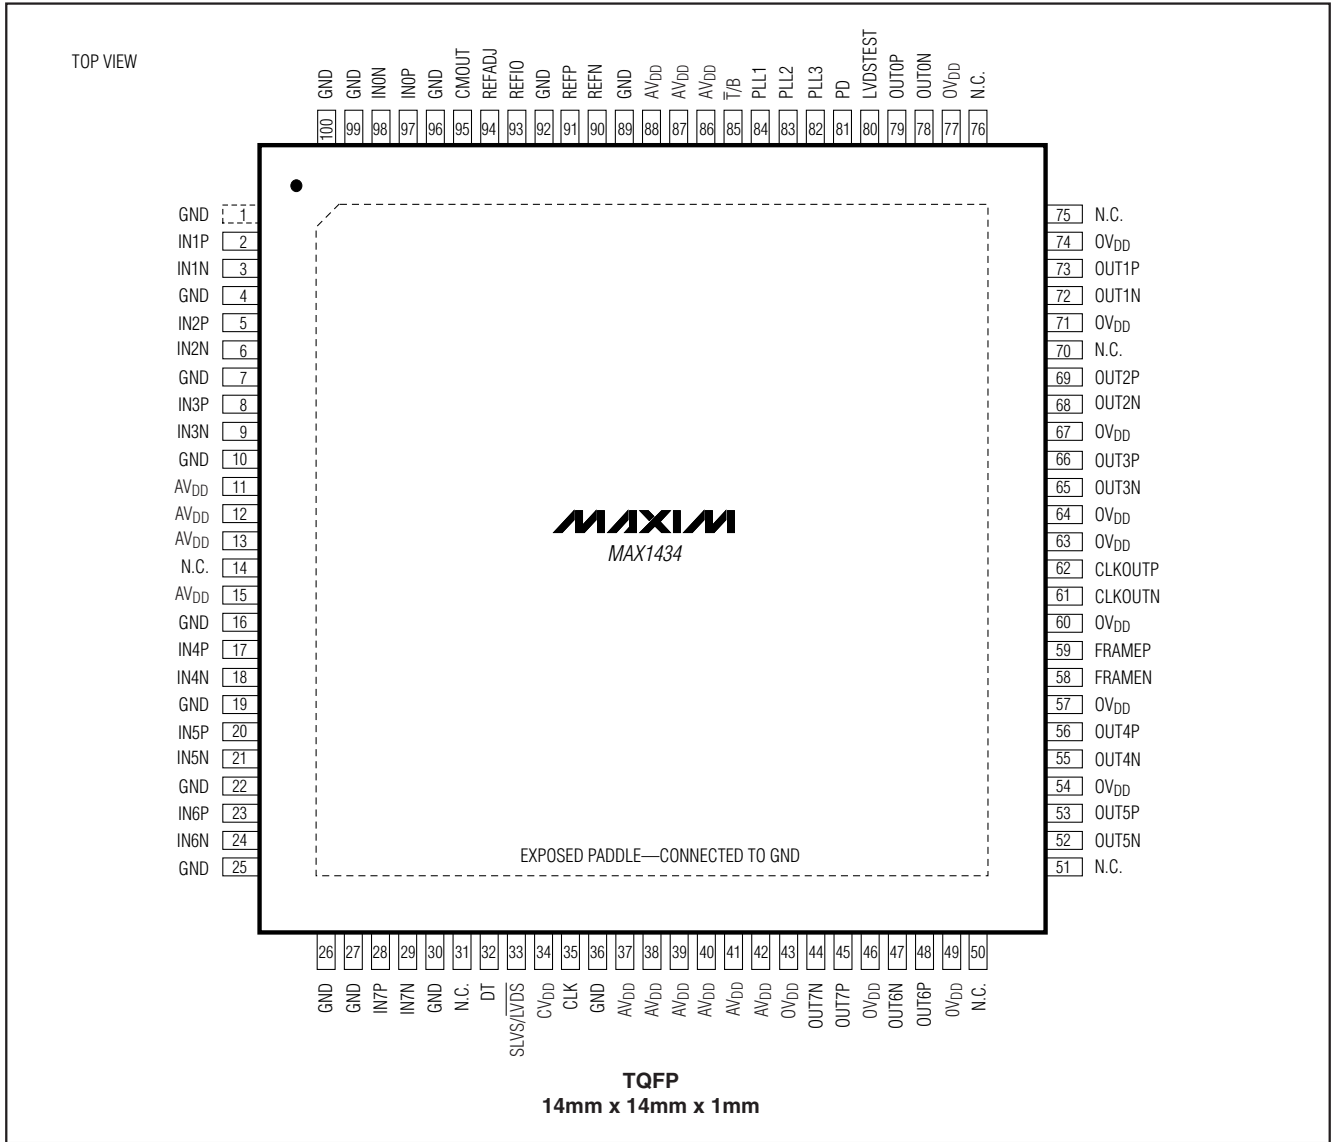 TOP VIEW
GND
GND
IN0N
IN0P
GND
CMOUT
REFADJ
REFIO
GND
REFP
REFN
GND
AVDD
AVDD
AVDD
T̅/B
PLL1
PLL2
PLL3
PD
LVDSTEST
OUT0P
OUT0N
OVDD
N.C.
100
99
98
97
96
95
94
93
92
91
90
89
88
87
86
85
84
83
82
81
80
79
78
77
76
GND 1
IN1P 2
IN1N 3
GND 4
IN2P 5
IN2N 6
GND 7
IN3P 8
IN3N 9
GND 10
AVDD 11
AVDD 12
AVDD 13
N.C. 14
AVDD 15
GND 16
IN4P 17
IN4N 18
GND 19
IN5P 20
IN5N 21
GND 22
IN6P 23
IN6N 24
GND 25
MAXIM
MAX1434
EXPOSED PADDLE—CONNECTED TO GND
75 N.C.
74 OVDD
73 OUT1P
72 OUT1N
71 OVDD
70 N.C.
69 OUT2P
68 OUT2N
67 OVDD
66 OUT3P
65 OUT3N
64 OVDD
63 OVDD
62 CLKOUTP
61 CLKOUTN
60 OVDD
59 FRAMEP
58 FRAMEN
57 OVDD
56 OUT4P
55 OUT4N
54 OVDD
53 OUT5P
52 OUT5N
51 N.C.
26
27
28
29
30
31
32
33
34
35
36
37
38
39
40
41
42
43
44
45
46
47
48
49
50
GND
GND
IN7P
IN7N
GND
N.C.
DT
S̅L̅V̅S̅/L̅V̅D̅S̅
CVDD
CLK
GND
AVDD
AVDD
AVDD
AVDD
AVDD
AVDD
OVDD
OUT7N
OUT7P
OVDD
OUT6N
OUT6P
OVDD
N.C.
TQFP
14mm x 14mm x 1mm